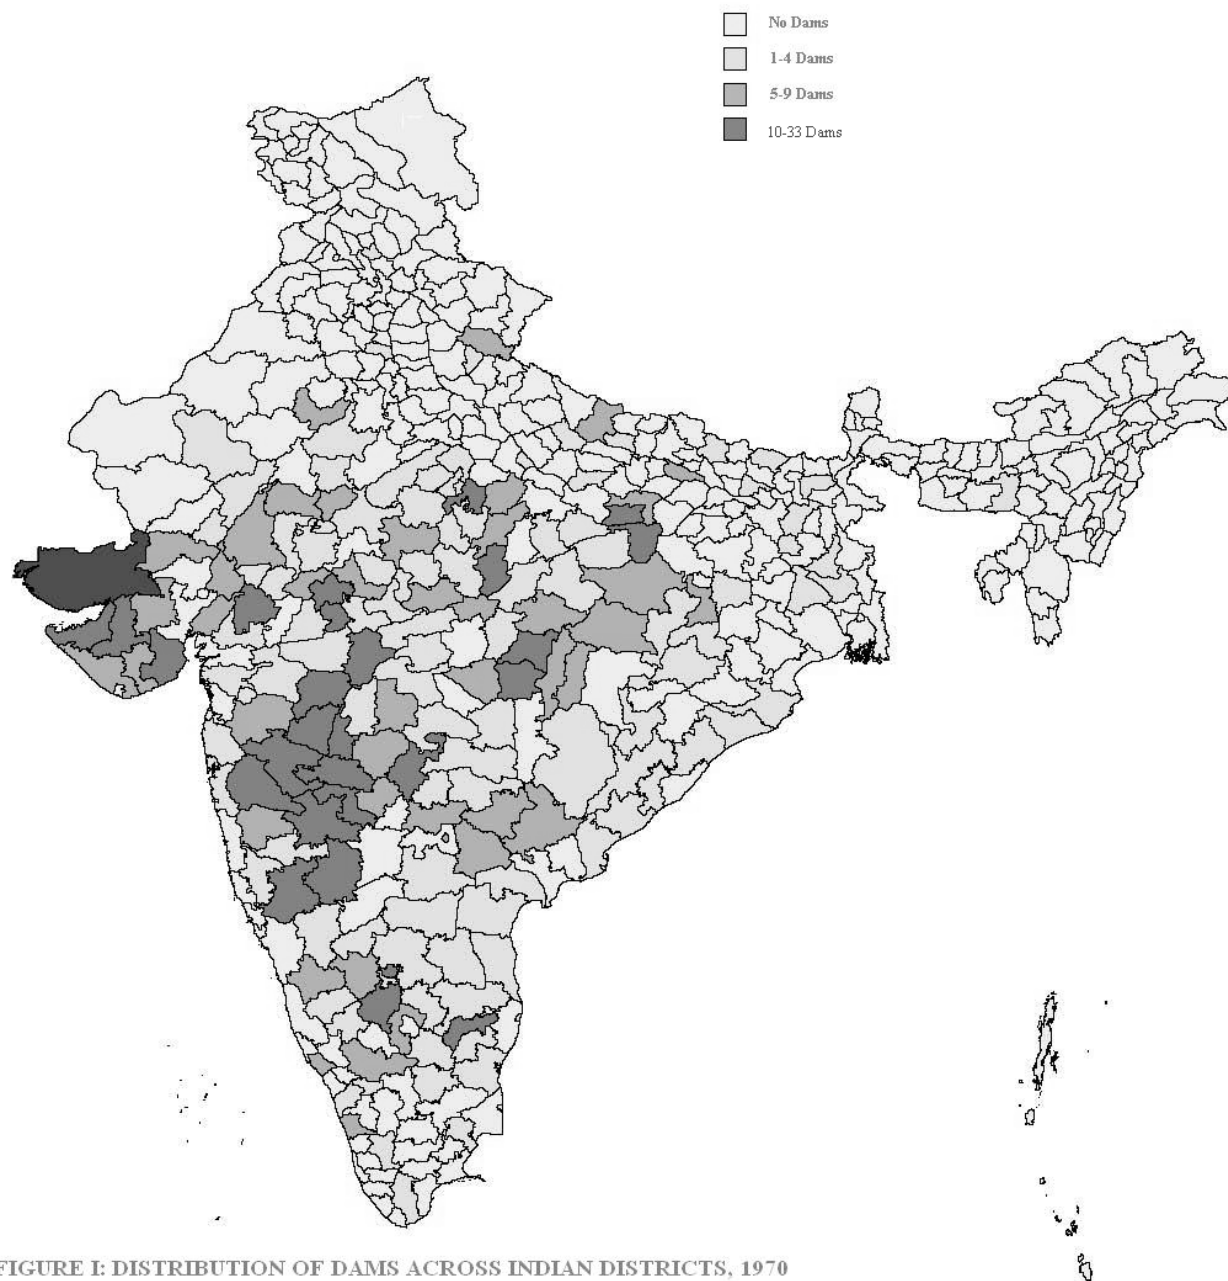 No Dams
1-4 Dams
5-9 Dams
10-33 Dams
FIGURE I: DISTRIBUTION OF DAMS ACROSS INDIAN DISTRICTS, 1970